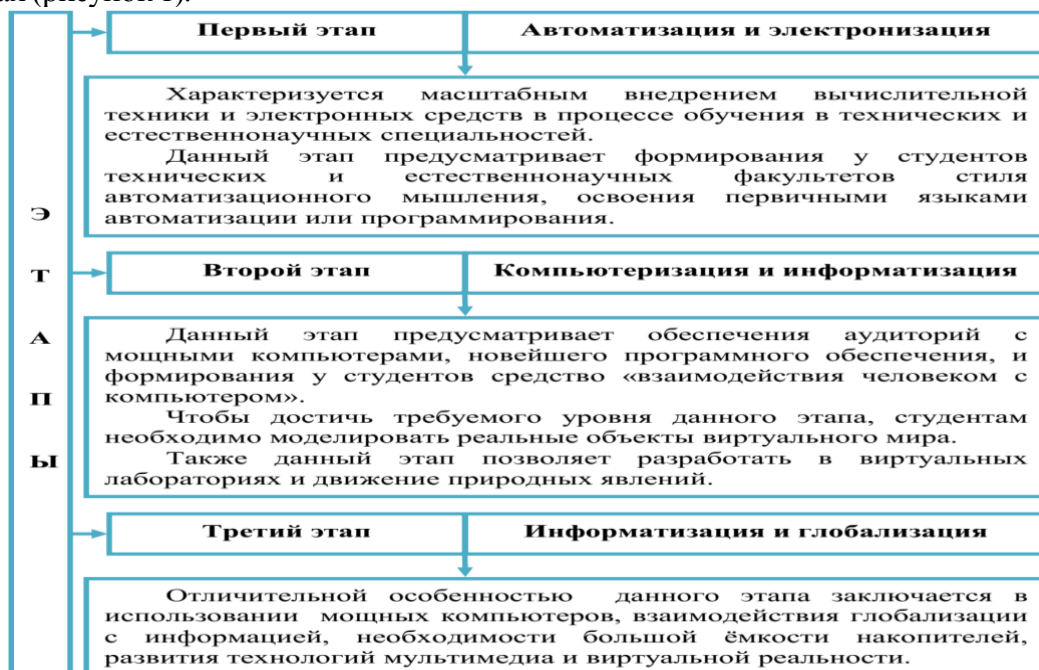 (рисунок 1).
Первый этап Автоматизация и электронизация
Характеризуется масштабным внедрением вычислительной
техники и электронных средств в процессе обучения в технических и
естественнонаучных специальностей.
Данный этап предусматривает формирования у студентов
технических и естественнонаучных факультетов стиля
автоматизационного мышления, освоения первичными языками
автоматизации или программирования.
Э
Т
А
П
Ы
Второй этап Компьютеризация и информатизация
Данный этап предусматривает обеспечения аудиторий с
мощными компьютерами, новейшего программного обеспечения, и
формирования у студентов средство «взаимодействия человеком с
компьютером».
Чтобы достичь требуемого уровня данного этапа, студентам
необходимо моделировать реальные объекты виртуального мира.
Также данный этап позволяет разработать в виртуальных
лабораториях и движение природных явлений.
Третий этап Информатизация и глобализация
Отличительной особенностью данного этапа заключается в
использовании мощных компьютеров, взаимодействия глобализации
с информацией, необходимости большой ёмкости накопителей,
развития технологий мультимедиа и виртуальной реальности.